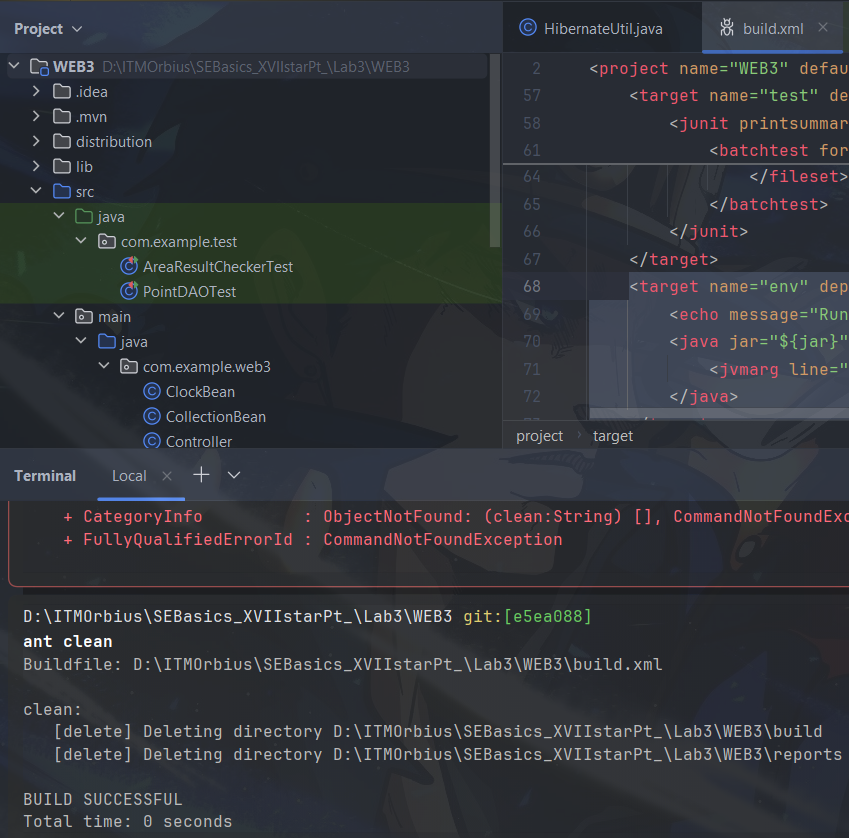 Project
WEB3 D:\ITMOrbius\SEBasics_XVIIstarPt_\Lab3\WEB3
.idea
.mvn
distribution
lib
src
java
com.example.test
AreaResultCheckerTest
PointDAOTest
main
java
com.example.web3
ClockBean
CollectionBean
Controller
HibernateUtil.java
build.xml
2 <project name="WEB3" defau
57 <target name="test" de
58 <junit printsummar
61 <batchtest for
64 </fileset>
65 </batchtest>
66 </junit>
67 </target>
68 <target name="env" dep
69 <echo message="Run
70 <java jar="${jar}"
71 <jvmarg line="
72 </java>
project > target
Terminal Local
+ CategoryInfo : ObjectNotFound: (clean:String) [], CommandNotFoundExc
+ FullyQualifiedErrorId : CommandNotFoundException
D:\ITMOrbius\SEBasics_XVIIstarPt_\Lab3\WEB3 git:[e5ea088]
ant clean
Buildfile: D:\ITMOrbius\SEBasics_XVIIstarPt_\Lab3\WEB3\build.xml
clean:
[delete] Deleting directory D:\ITMOrbius\SEBasics_XVIIstarPt_\Lab3\WEB3\build
[delete] Deleting directory D:\ITMOrbius\SEBasics_XVIIstarPt_\Lab3\WEB3\reports
BUILD SUCCESSFUL
Total time: 0 seconds